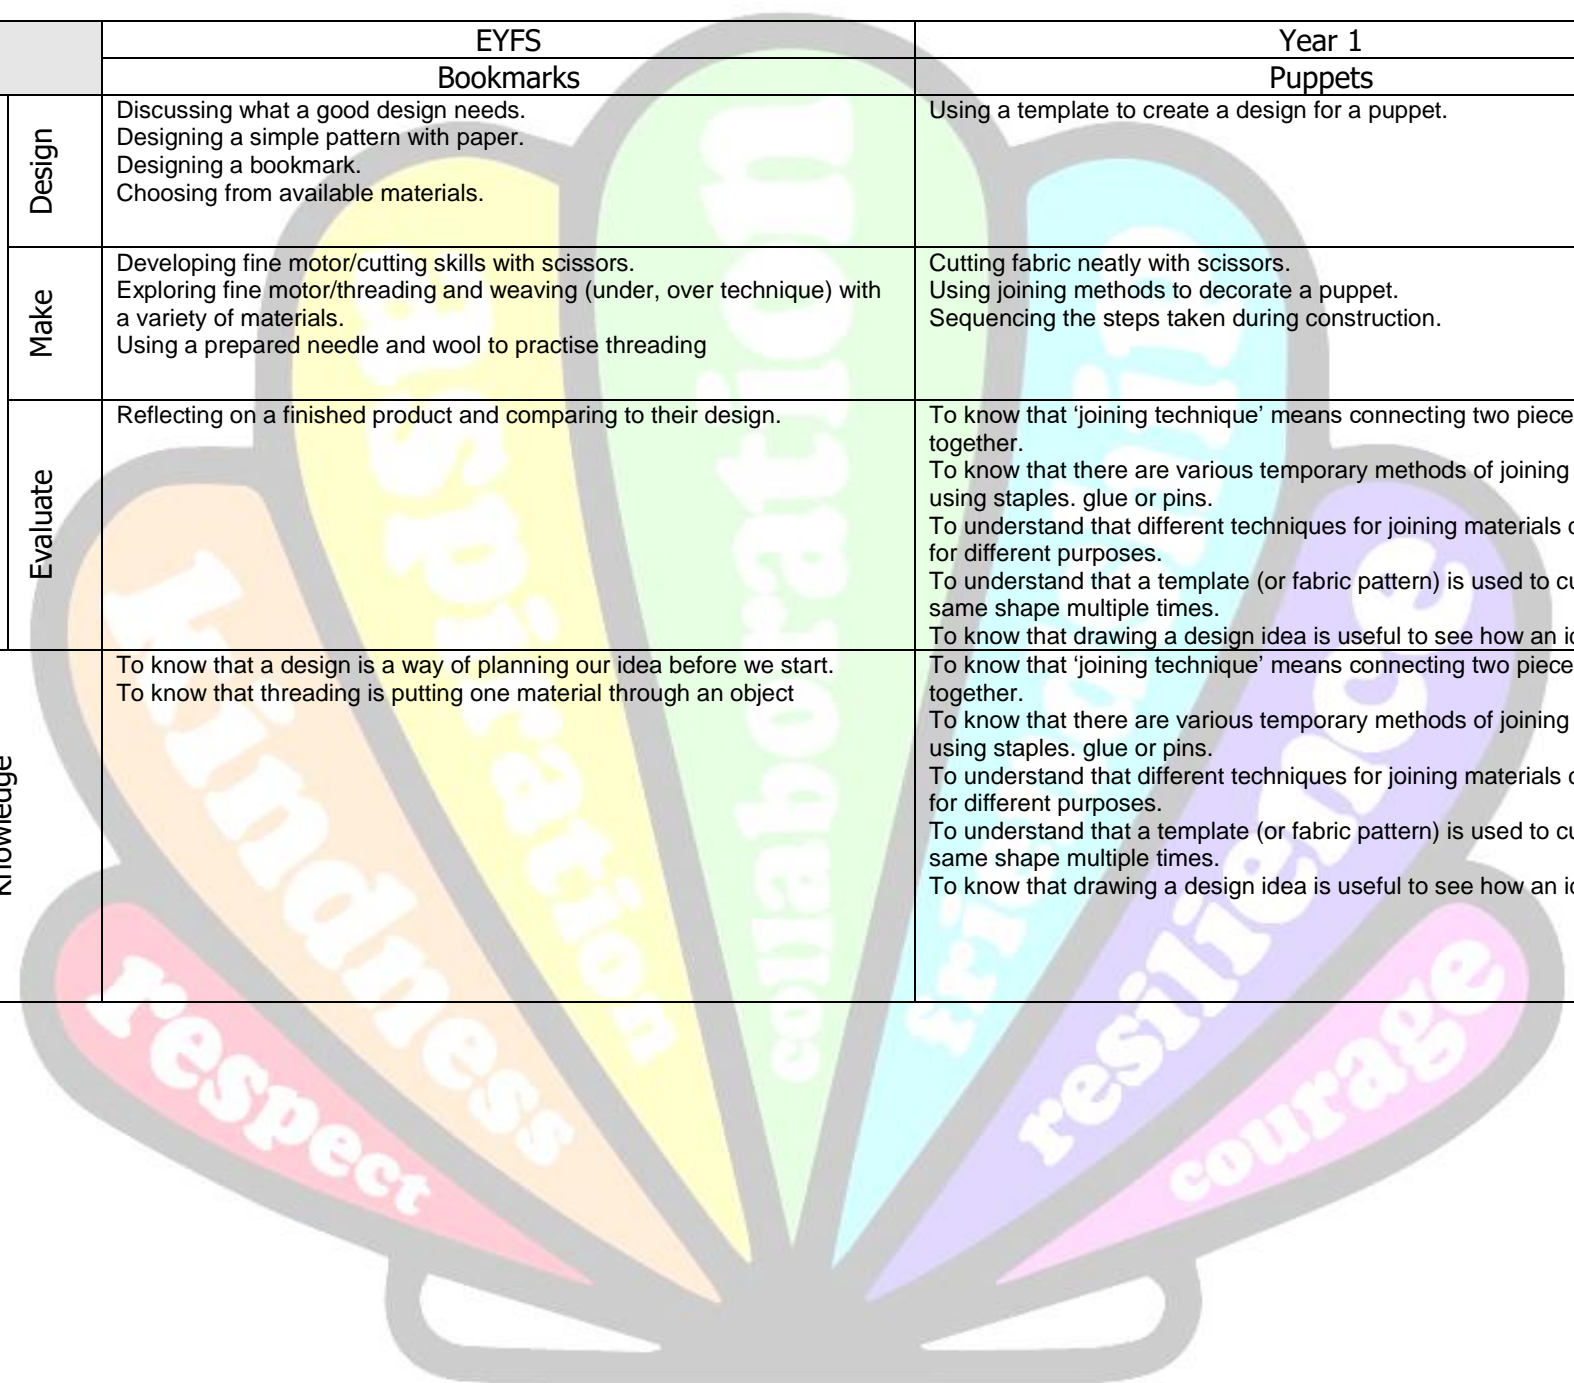 EYFS
Year 1
Bookmarks
Puppets
Design
Discussing what a good design needs.
Designing a simple pattern with paper.
Designing a bookmark.
Choosing from available materials.
Using a template to create a design for a puppet.
Make
Developing fine motor/cutting skills with scissors.
Exploring fine motor/threading and weaving (under, over technique) with
a variety of materials.
Using a prepared needle and wool to practise threading
Cutting fabric neatly with scissors.
Using joining methods to decorate a puppet.
Sequencing the steps taken during construction.
Evaluate
Reflecting on a finished product and comparing to their design.
To know that ‘joining technique’ means connecting two piece
together.
To know that there are various temporary methods of joining
using staples. glue or pins.
To understand that different techniques for joining materials
for different purposes.
To understand that a template (or fabric pattern) is used to
same shape multiple times.
To know that drawing a design idea is useful to see how an
Knowledge
To know that a design is a way of planning our idea before we start.
To know that threading is putting one material through an object
To know that ‘joining technique’ means connecting two piece
together.
To know that there are various temporary methods of joining
using staples. glue or pins.
To understand that different techniques for joining materials
for different purposes.
To understand that a template (or fabric pattern) is used to
same shape multiple times.
To know that drawing a design idea is useful to see how an
respect
kindness
aspiration
collaboration
friendship
resilience
courage